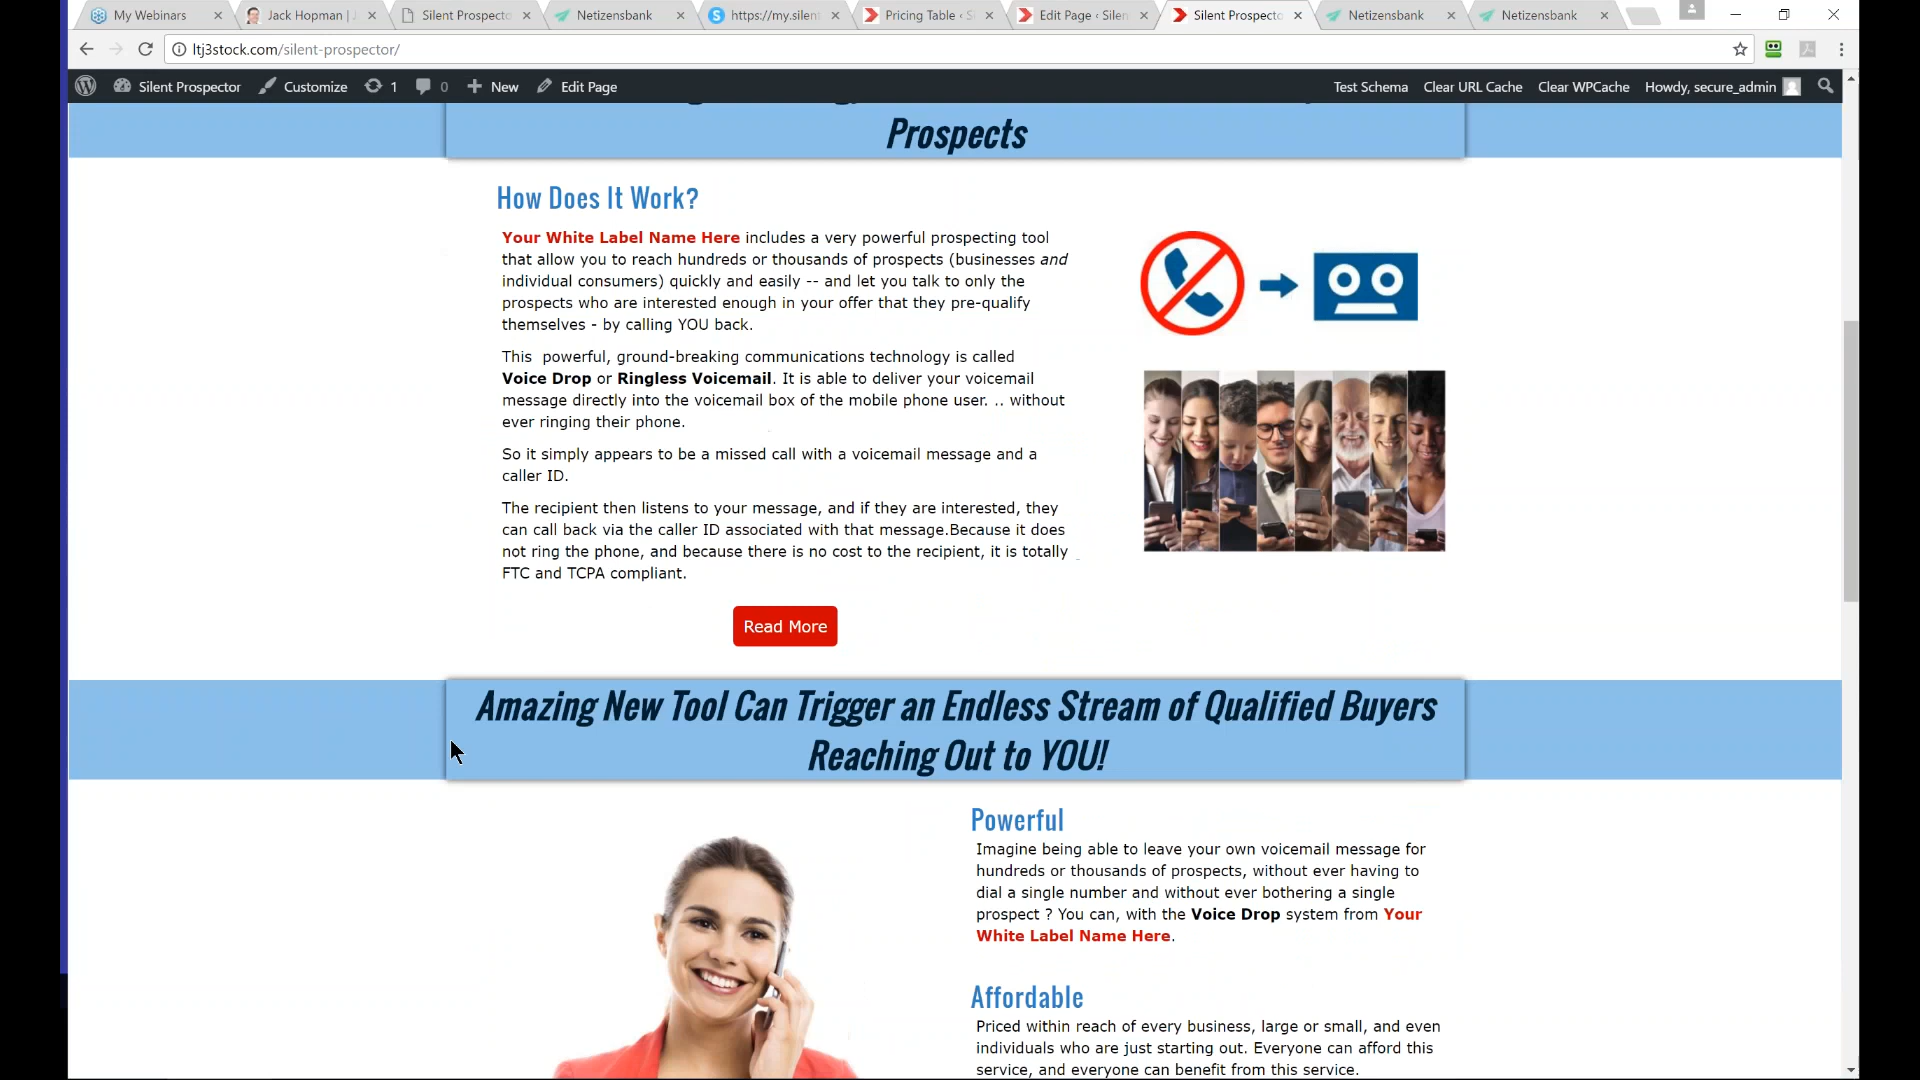 My Webinars
Jack Hopman | J
Silent Prospecto
Netizensbank
https://my.silen
Pricing Table ‹ S
Edit Page ‹ Silen
Silent Prospecto
Netizensbank
Netizensbank
ltj3stock.com/silent-prospector/
Silent Prospector
Customize
1
0
New
Edit Page
Test Schema
Clear URL Cache
Clear WPCache
Howdy, secure_admin
Prospects
How Does It Work?
Your White Label Name Here includes a very powerful prospecting tool
that allow you to reach hundreds or thousands of prospects (businesses and
individual consumers) quickly and easily -- and let you talk to only the
prospects who are interested enough in your offer that they pre-qualify
themselves - by calling YOU back.
This powerful, ground-breaking communications technology is called
Voice Drop or Ringless Voicemail. It is able to deliver your voicemail
message directly into the voicemail box of the mobile phone user. .. without
ever ringing their phone.
So it simply appears to be a missed call with a voicemail message and a
caller ID.
The recipient then listens to your message, and if they are interested, they
can call back via the caller ID associated with that message.Because it does
not ring the phone, and because there is no cost to the recipient, it is totally
FTC and TCPA compliant.
Read More
Amazing New Tool Can Trigger an Endless Stream of Qualified Buyers
Reaching Out to YOU!
Powerful
Imagine being able to leave your own voicemail message for
hundreds or thousands of prospects, without ever having to
dial a single number and without ever bothering a single
prospect ? You can, with the Voice Drop system from Your
White Label Name Here.
Affordable
Priced within reach of every business, large or small, and even
individuals who are just starting out. Everyone can afford this
service, and everyone can benefit from this service.